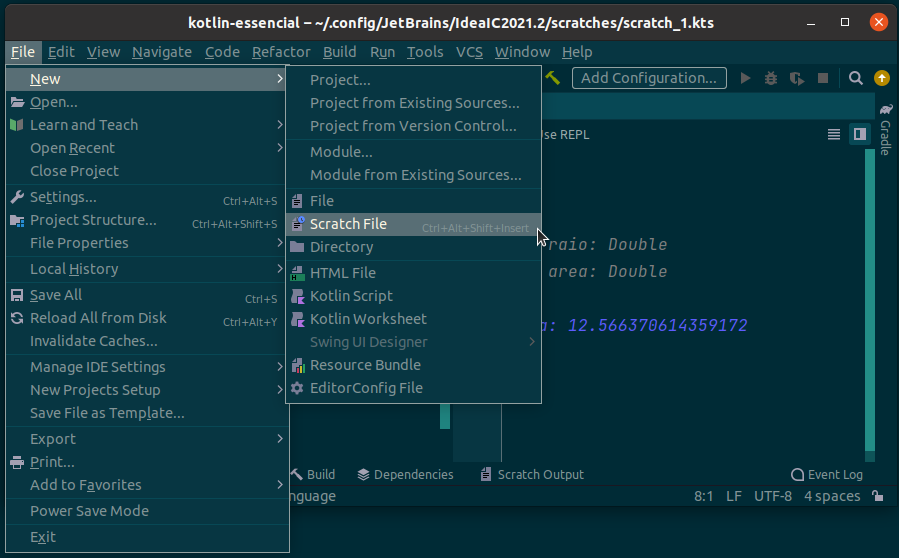 kotlin-essencial – ~/.config/JetBrains/IdeaIC2021.2/scratches/scratch_1.kts
File Edit View Navigate Code Refactor Build Run Tools VCS Window Help
Add Configuration...
New
Open...
Learn and Teach
Open Recent
Close Project
Settings... Ctrl+Alt+S
Project Structure... Ctrl+Alt+Shift+S
File Properties
Local History
Save All Ctrl+S
Reload All from Disk Ctrl+Alt+Y
Invalidate Caches...
Manage IDE Settings
New Projects Setup
Save File as Template...
Export
Print...
Add to Favorites
Power Save Mode
Exit
Project...
Project from Existing Sources...
Project from Version Control...
Module...
Module from Existing Sources...
File
Scratch File Ctrl+Alt+Shift+Insert
Directory
HTML File
Kotlin Script
Kotlin Worksheet
Swing UI Designer
Resource Bundle
EditorConfig File
se REPL
Gradle
raio: Double
area: Double
: 12.566370614359172
Build Dependencies Scratch Output Event Log
nguage 8:1 LF UTF-8 4 spaces